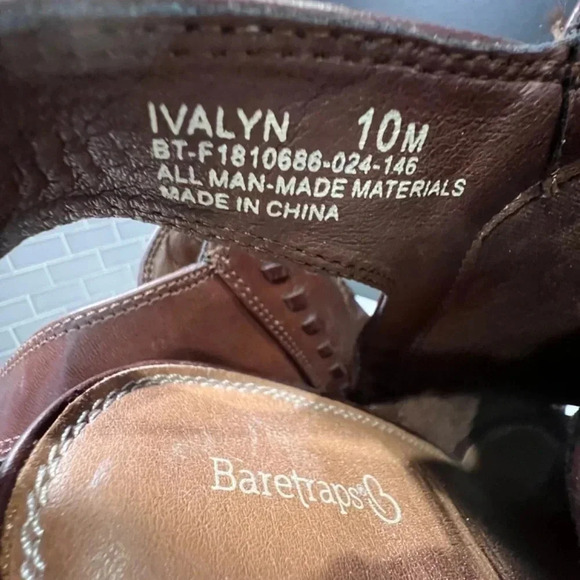 IVALYN 10M
BT-F1810686-024-146
ALL MAN-MADE MATERIALS
MADE IN CHINA
Baretraps®